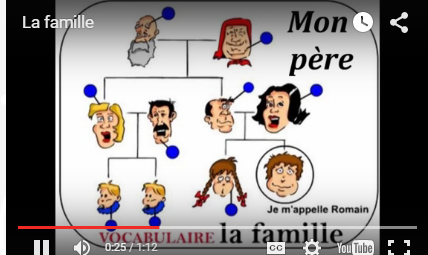 La famille
Mon
père
Je m'appelle Romain
VOCABULAIRE la famille
0:25 / 1:12
CC
YouTube